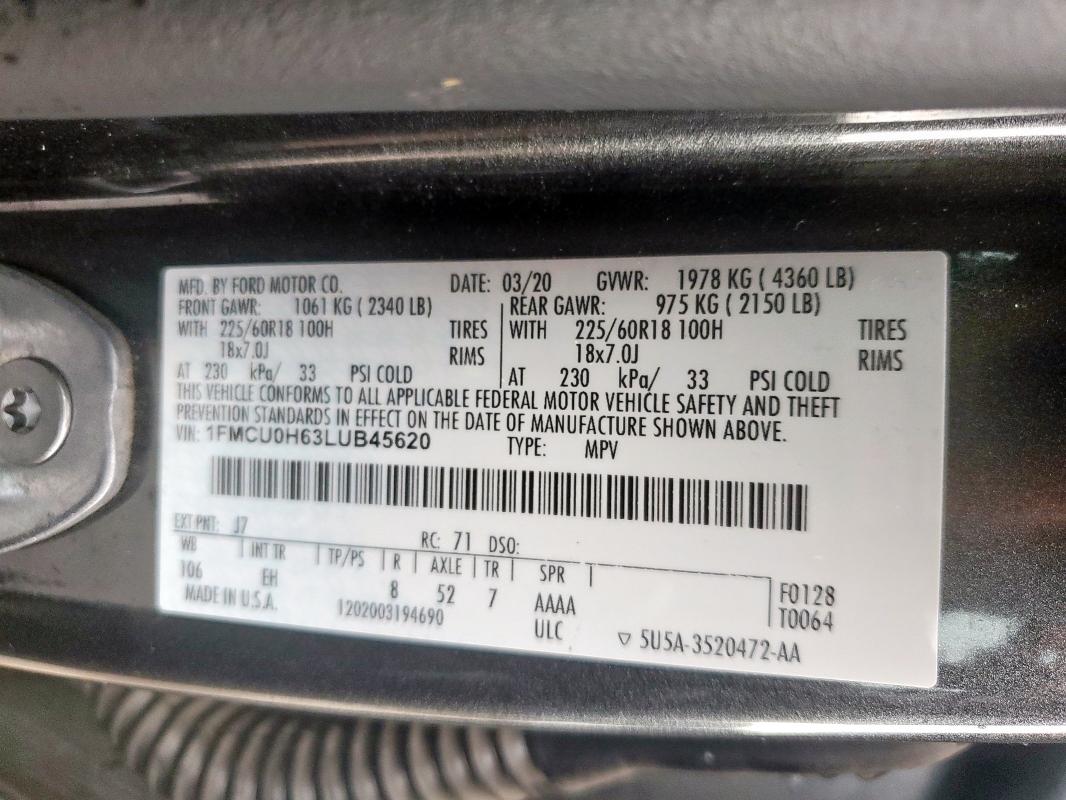 MFD. BY FORD MOTOR CO. DATE: 03/20 GVWR: 1978 KG ( 4360 LB)
FRONT GAWR: 1061 KG ( 2340 LB) REAR GAWR: 975 KG ( 2150 LB)
WITH 225/60R18 100H TIRES WITH 225/60R18 100H TIRES
18x7.0J RIMS 18x7.0J RIMS
AT 230 kPa/ 33 PSI COLD AT 230 kPa/ 33 PSI COLD
THIS VEHICLE CONFORMS TO ALL APPLICABLE FEDERAL MOTOR VEHICLE SAFETY AND THEFT
PREVENTION STANDARDS IN EFFECT ON THE DATE OF MANUFACTURE SHOWN ABOVE.
VIN: 1FMCU0H63LUB45620 TYPE: MPV
EXT PNT: J7 RC: 71 DSO:
WB INT TR TP/PS R AXLE TR SPR
106 EH 8 52 7 AAAA F0128
MADE IN U.S.A. 1202003194690 ULC T0064
▽ 5U5A-3520472-AA